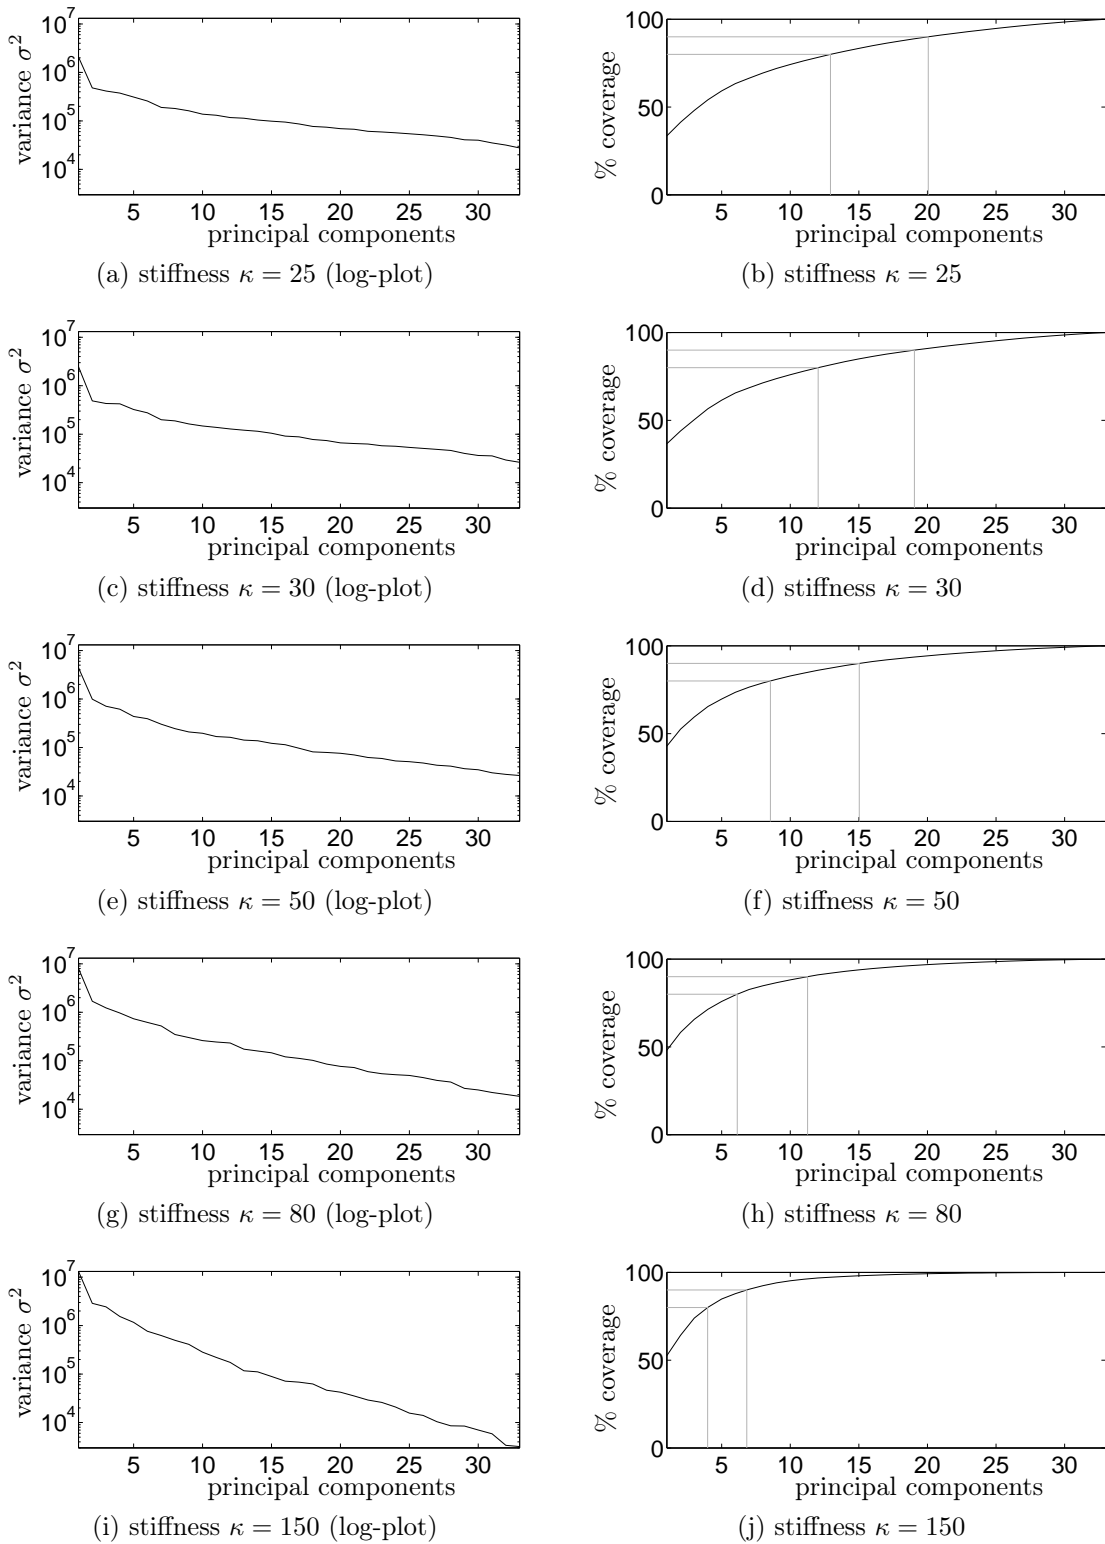 10^7
10^6
10^5
10^4
variance σ^2
5 10 15 20 25 30
principal components
(a) stiffness κ = 25 (log-plot)
100
50
0
% coverage
5 10 15 20 25 30
principal components
(b) stiffness κ = 25
10^7
10^6
10^5
10^4
variance σ^2
5 10 15 20 25 30
principal components
(c) stiffness κ = 30 (log-plot)
100
50
0
% coverage
5 10 15 20 25 30
principal components
(d) stiffness κ = 30
10^7
10^6
10^5
10^4
variance σ^2
5 10 15 20 25 30
principal components
(e) stiffness κ = 50 (log-plot)
100
50
0
% coverage
5 10 15 20 25 30
principal components
(f) stiffness κ = 50
10^7
10^6
10^5
10^4
variance σ^2
5 10 15 20 25 30
principal components
(g) stiffness κ = 80 (log-plot)
100
50
0
% coverage
5 10 15 20 25 30
principal components
(h) stiffness κ = 80
10^7
10^6
10^5
10^4
variance σ^2
5 10 15 20 25 30
principal components
(i) stiffness κ = 150 (log-plot)
100
50
0
% coverage
5 10 15 20 25 30
principal components
(j) stiffness κ = 150